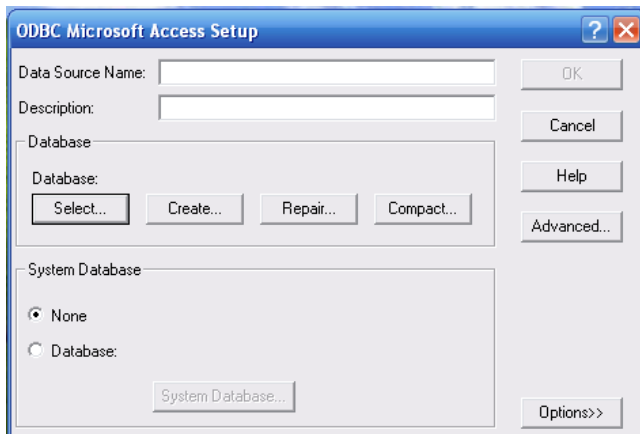 ODBC Microsoft Access Setup
Data Source Name:
OK
Description:
Cancel
Database
Database:
Help
Select...
Create...
Repair...
Compact...
Advanced...
System Database
None
Database:
System Database...
Options>>